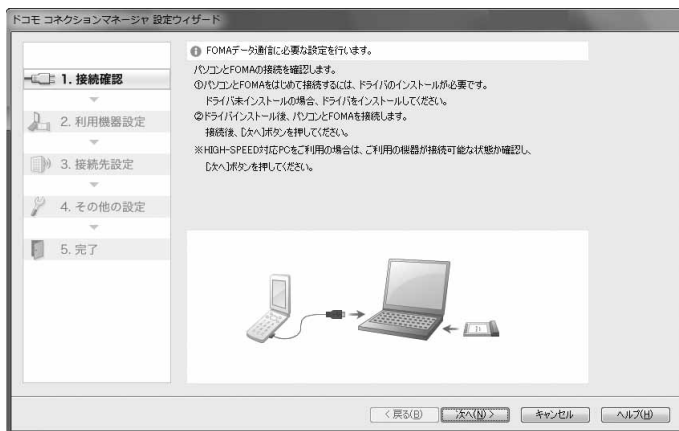 ドコモ コネクションマネージャ 設定ウィザード
FOMAデータ通信に必要な設定を行います。
パソコンとFOMAの接続を確認します。
①パソコンとFOMAをはじめて接続するには、ドライバのインストールが必要です。
ドライバ未インストールの場合、ドライバをインストールしてください。
②ドライバインストール後、パソコンとFOMAを接続します。
接続後、[次へ]ボタンを押してください。
※HIGH-SPEED対応PCをご利用の場合は、ご利用の機器が接続可能な状態か確認し、
[次へ]ボタンを押してください。
1. 接続確認
2. 利用機器設定
3. 接続先設定
4. その他の設定
5. 完了
< 戻る(B)
次へ(N) >
キャンセル
ヘルプ(H)